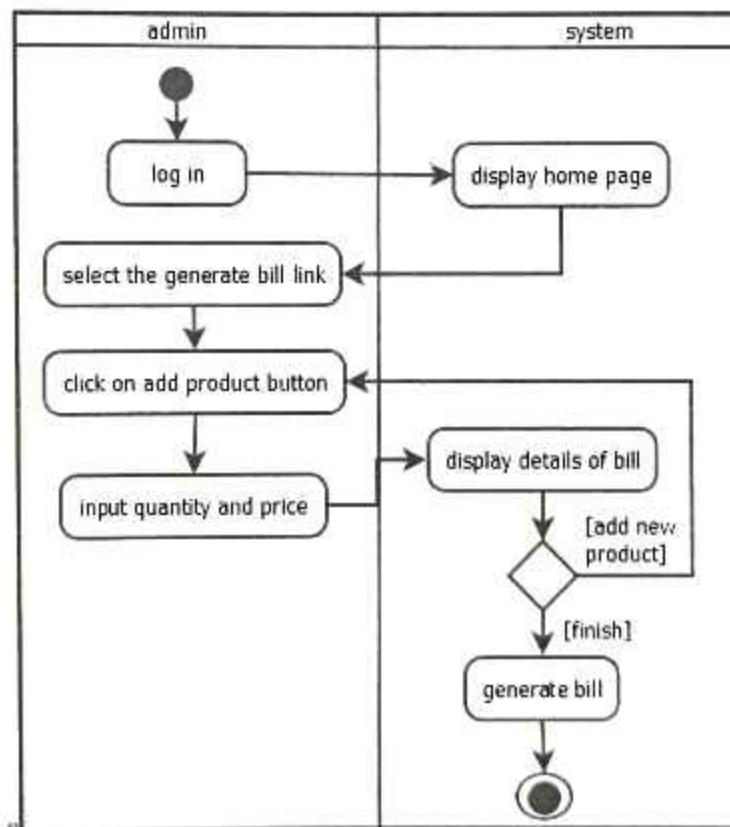 admin
system
log in
display home page
select the generate bill link
click on add product button
display details of bill
input quantity and price
[add new
product]
[finish]
generate bill